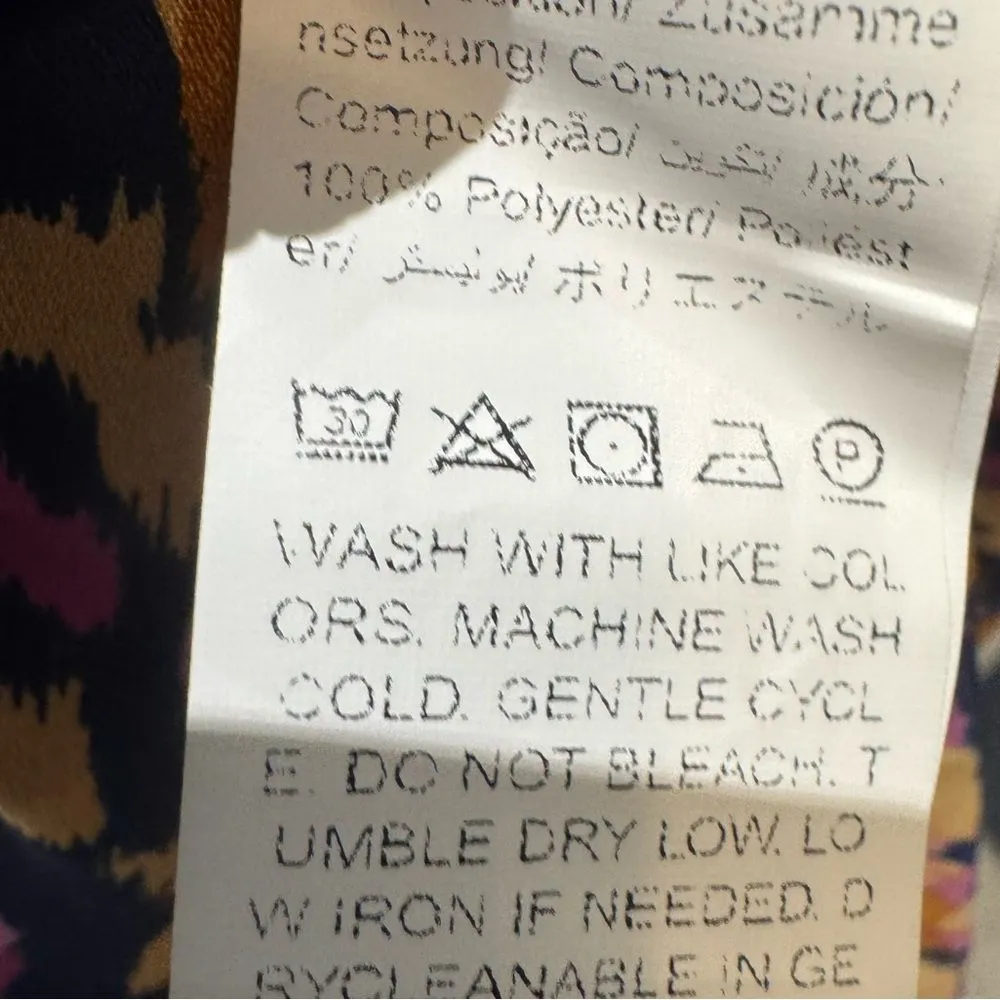 Zusamme
nsetzung/ Composición/
Composição/ 成分
100% Polyester/ Poliest
er/ بوليستر ポリエステル
30
P
WASH WITH LIKE COL
ORS. MACHINE WASH
COLD. GENTLE CYCL
E. DO NOT BLEACH. T
UMBLE DRY LOW. LO
W IRON IF NEEDED. D
RYCLEANABLE IN GE